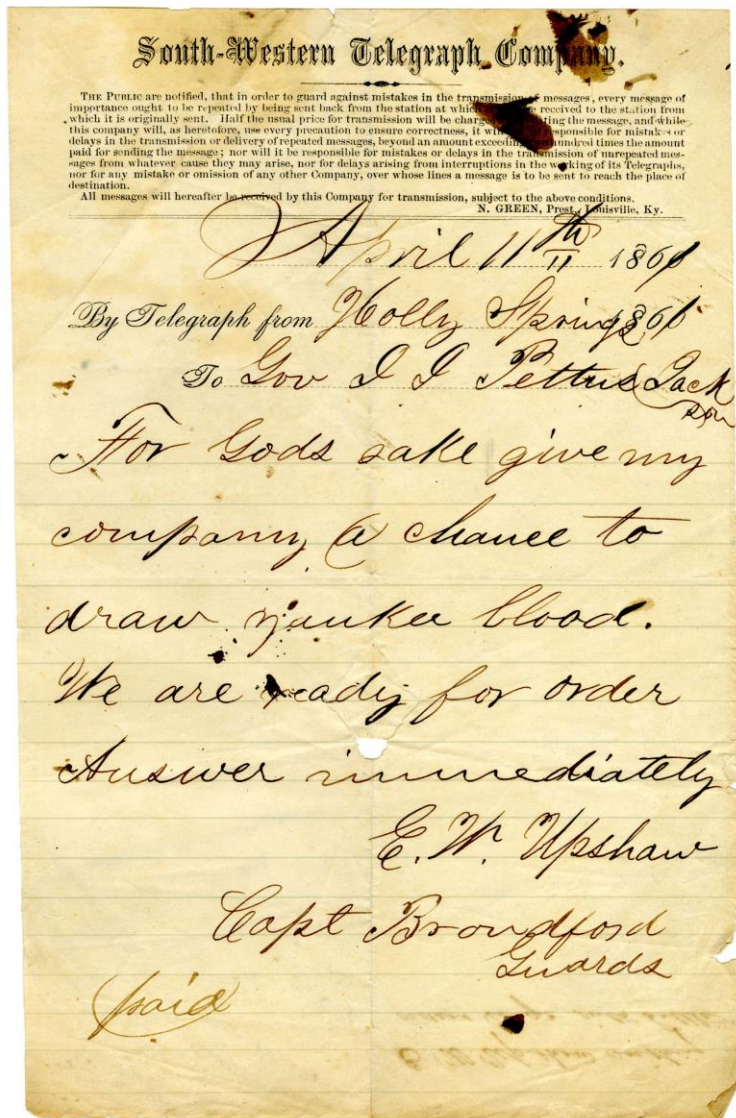 South-Western Telegraph Company.
THE PUBLIC are notified, that in order to guard against mistakes in the transmission of messages, every message of
importance ought to be repeated by being sent back from the station at which received to the station from
which it is originally sent. Half the usual price for transmission will be charged the message, and while
this company will, as heretofore, use every precaution to ensure correctness, it will responsible for mistakes or
delays in the transmission or delivery of repeated messages, beyond an amount exceeding hundred times the amount
paid for sending the message; nor will it be responsible for mistakes or delays in the transmission of unrepeated mes-
sages from whatever cause they may arise, nor for delays arising from interruptions in the working of its Telegraphs,
nor for any mistake or omission of any other Company, over whose lines a message is to be sent to reach the place of
destination.
All messages will hereafter be received by this Company for transmission, subject to the above conditions.
N. GREEN, Prest., Louisville, Ky.
April 11th 1861
By Telegraph from Holly Springs 1861
To Gov J J Pettus Jack
son
For Gods sake give my
company a chance to
draw yankee blood.
We are ready for order
Answer immediately
E. W. Upshaw
Capt
Guards
paid